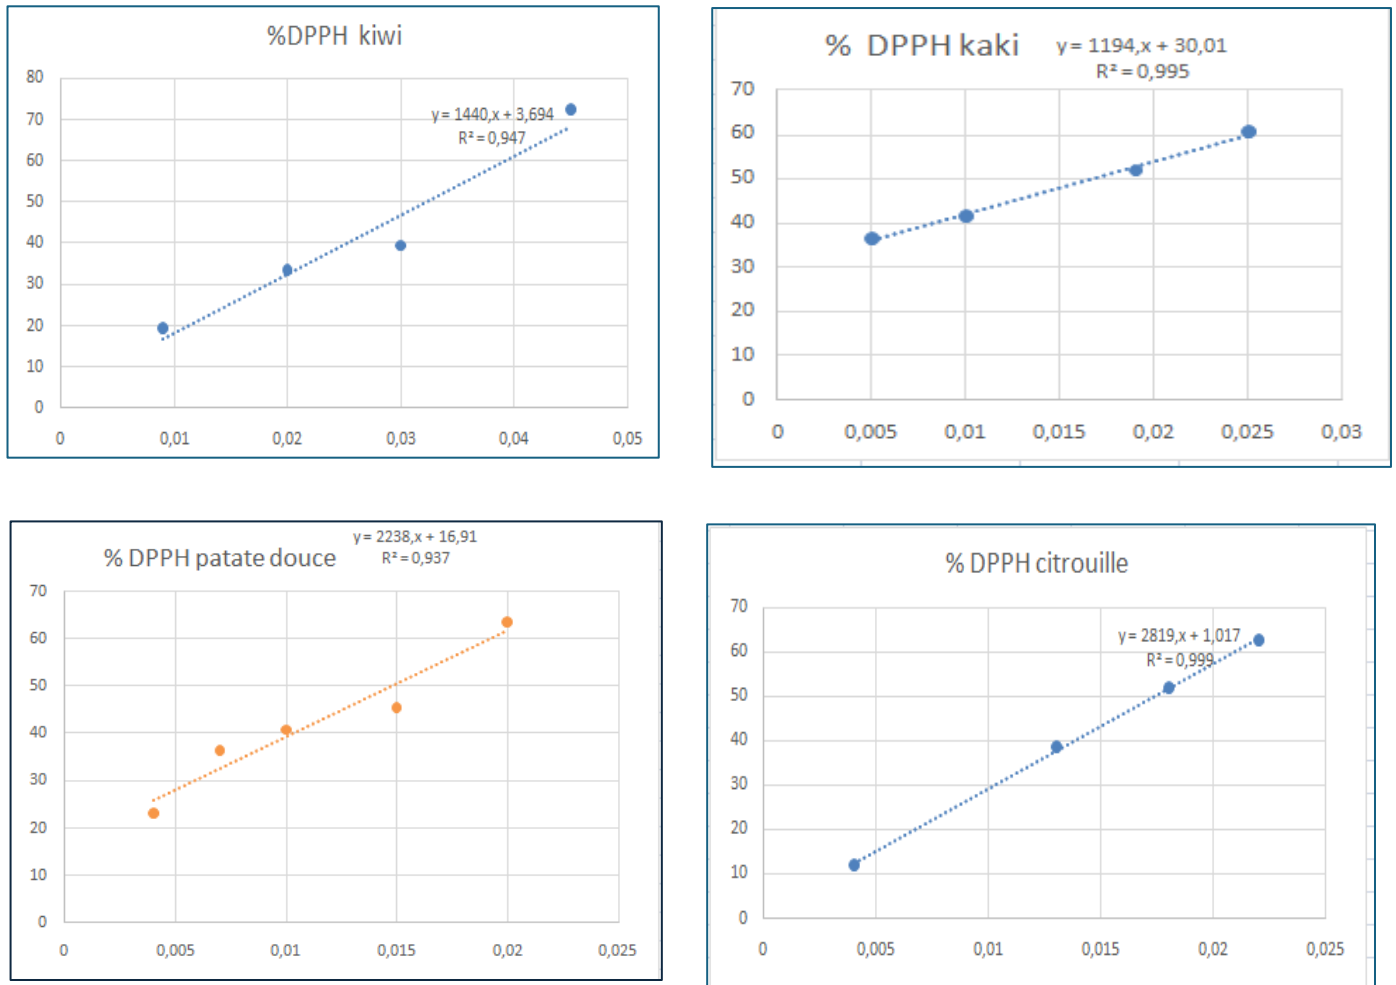 %DPPH kiwi
y = 1440,x + 3,694
R² = 0,947
80
70
60
50
40
30
20
10
0
0 0,01 0,02 0,03 0,04 0,05
% DPPH kaki
y = 1194,x + 30,01
R² = 0,995
70
60
50
40
30
20
10
0
0 0,005 0,01 0,015 0,02 0,025 0,03
% DPPH patate douce
y = 2238,x + 16,91
R² = 0,937
70
60
50
40
30
20
10
0
0 0,005 0,01 0,015 0,02 0,025
% DPPH citrouille
y = 2819,x + 1,017
R² = 0,999
70
60
50
40
30
20
10
0
0 0,005 0,01 0,015 0,02 0,025